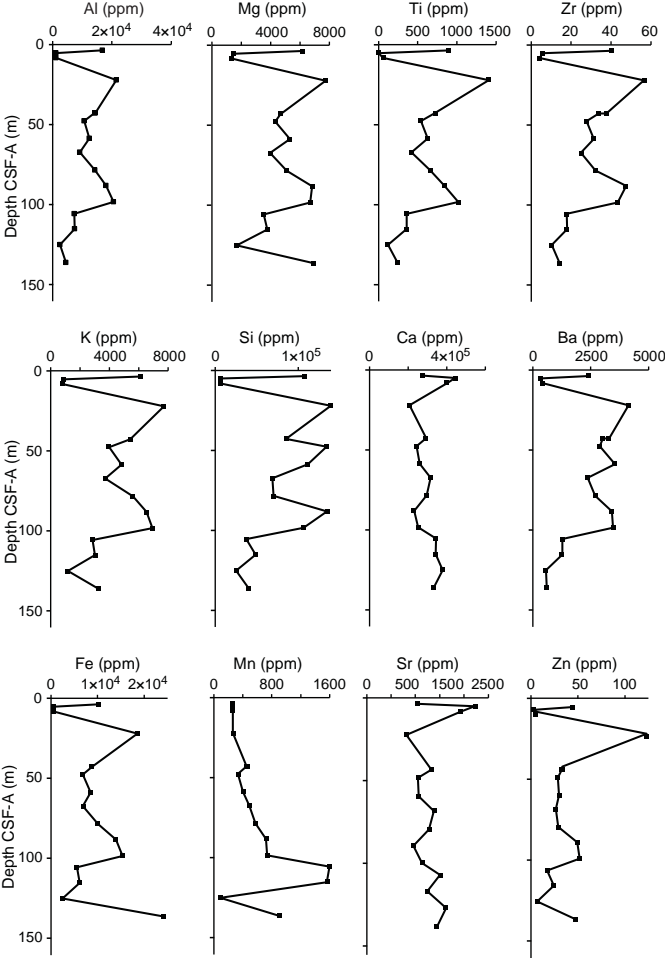 Al (ppm) Mg (ppm) Ti (ppm) Zr (ppm)
0 2×10⁴ 4×10⁴ 0 4000 8000 0 500 1000 1500 0 20 40 60
0
50
100
150
Depth CSF-A (m)
K (ppm) Si (ppm) Ca (ppm) Ba (ppm)
0 4000 8000 0 1×10⁵ 0 4×10⁵ 0 2500 5000
0
50
100
150
Depth CSF-A (m)
Fe (ppm) Mn (ppm) Sr (ppm) Zn (ppm)
0 1×10⁴ 2×10⁴ 0 800 1600 0 500 1500 2500 0 50 100
0
50
100
150
Depth CSF-A (m)